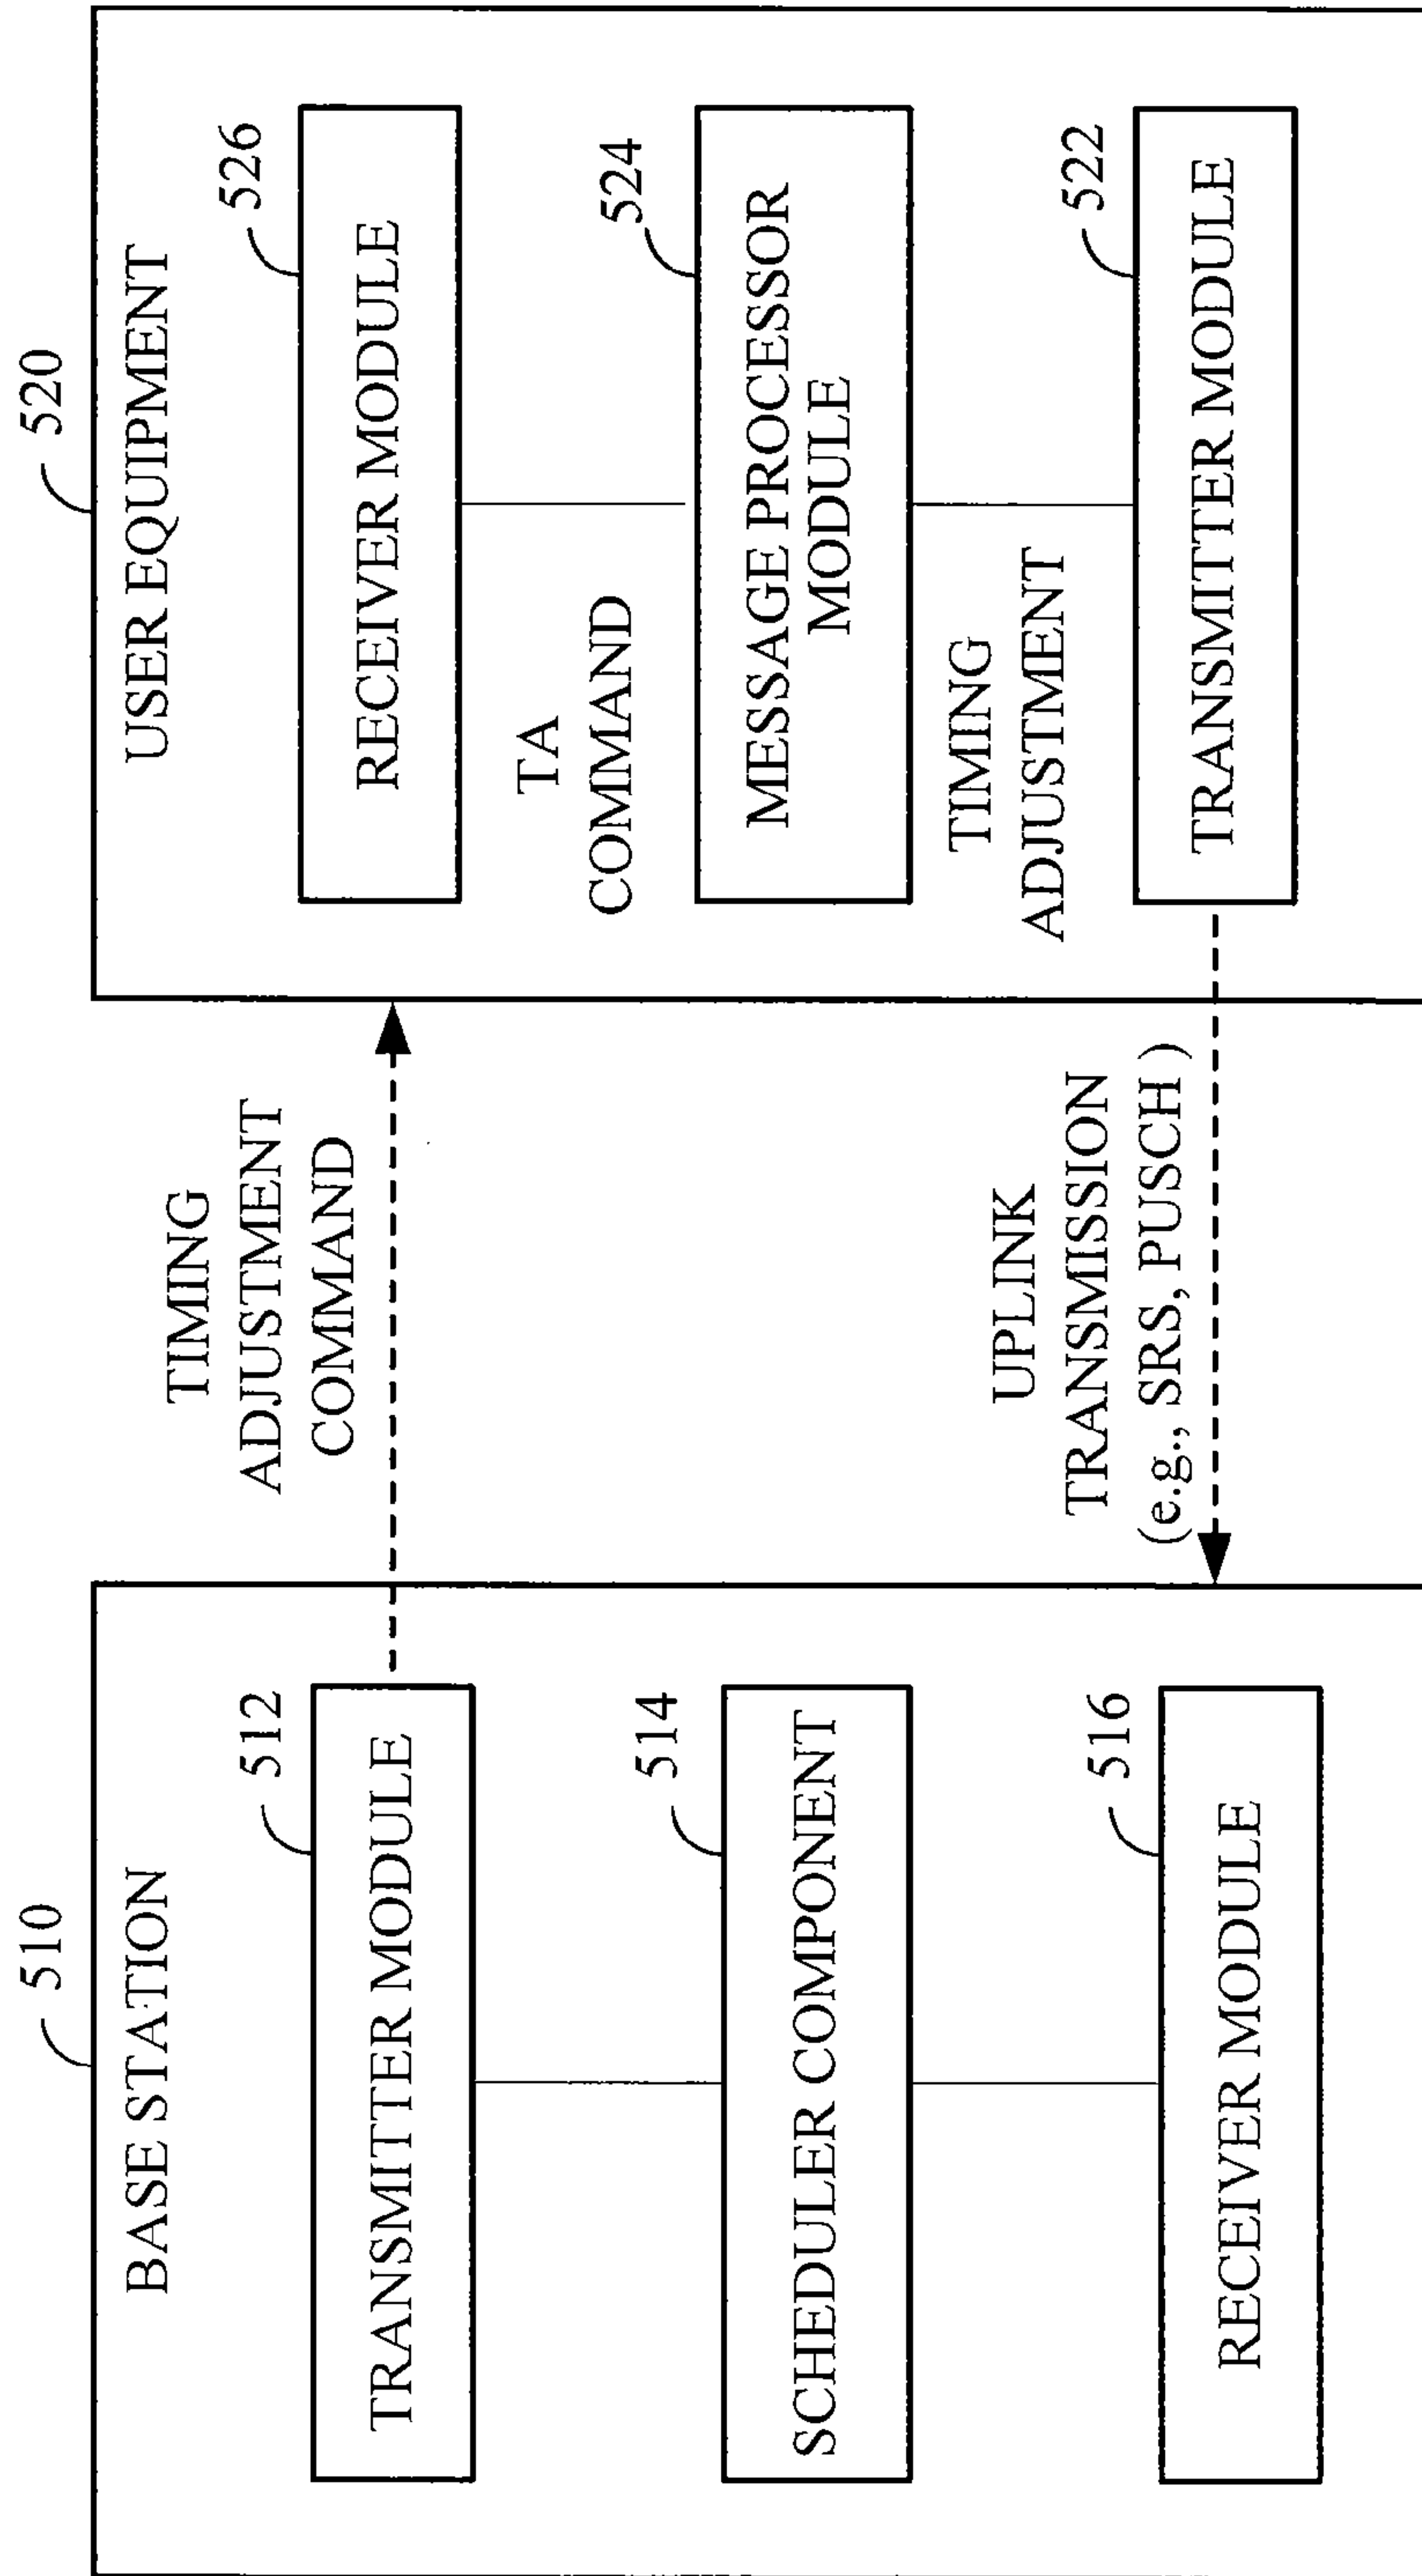 510
BASE STATION
512
TRANSMITTER MODULE
514
SCHEDULER COMPONENT
516
RECEIVER MODULE
TIMING
ADJUSTMENT
COMMAND
UPLINK
TRANSMISSION
(e.g., SRS, PUSCH )
520
USER EQUIPMENT
526
RECEIVER MODULE
TA
COMMAND
524
MESSAGE PROCESSOR
MODULE
TIMING
ADJUSTMENT
522
TRANSMITTER MODULE